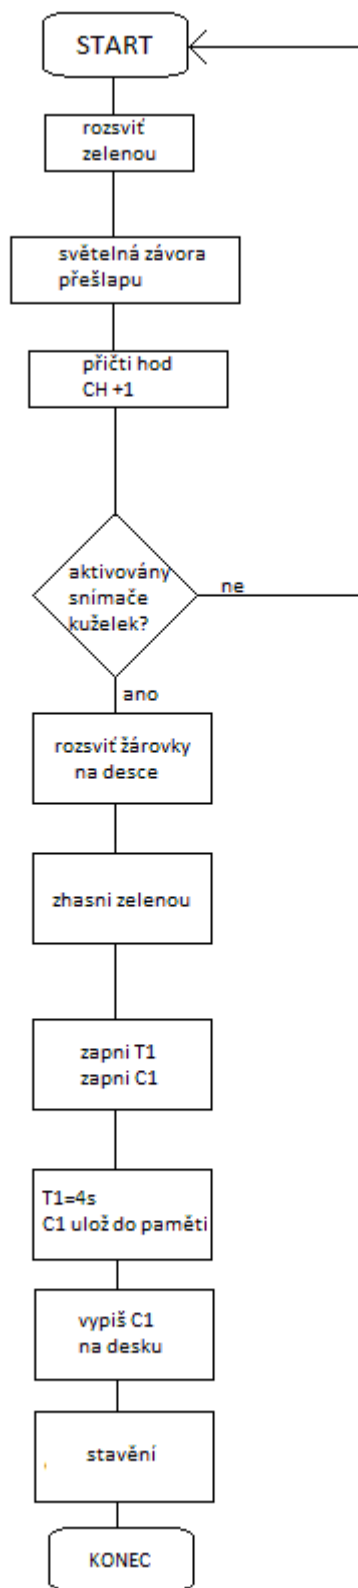 START
rozsviť
zelenou
světelná závora
přešlapu
přičti hod
CH +1
aktivovány
snímače
kuželek?
ne
ano
rozsviť žárovky
na desce
zhasni zelenou
zapni T1
zapni C1
T1=4s
C1 ulož do paměti
vypiš C1
na desku
stavění
KONEC